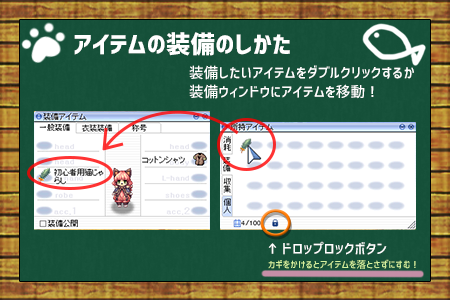 アイテムの装備のしかた
装備したいアイテムをダブルクリックするか
装備ウィンドウにアイテムを移動！
装備アイテム
一般装備 衣装装備 称号
head
コットンシャツ
初心者用猫じゃ
らし
shoes
acc.1
acc.2
装備公開
所持アイテム
消耗
装備
収集
個人
4/100
↑ ドロップロックボタン
カギをかけるとアイテムを落とさずにすむ！